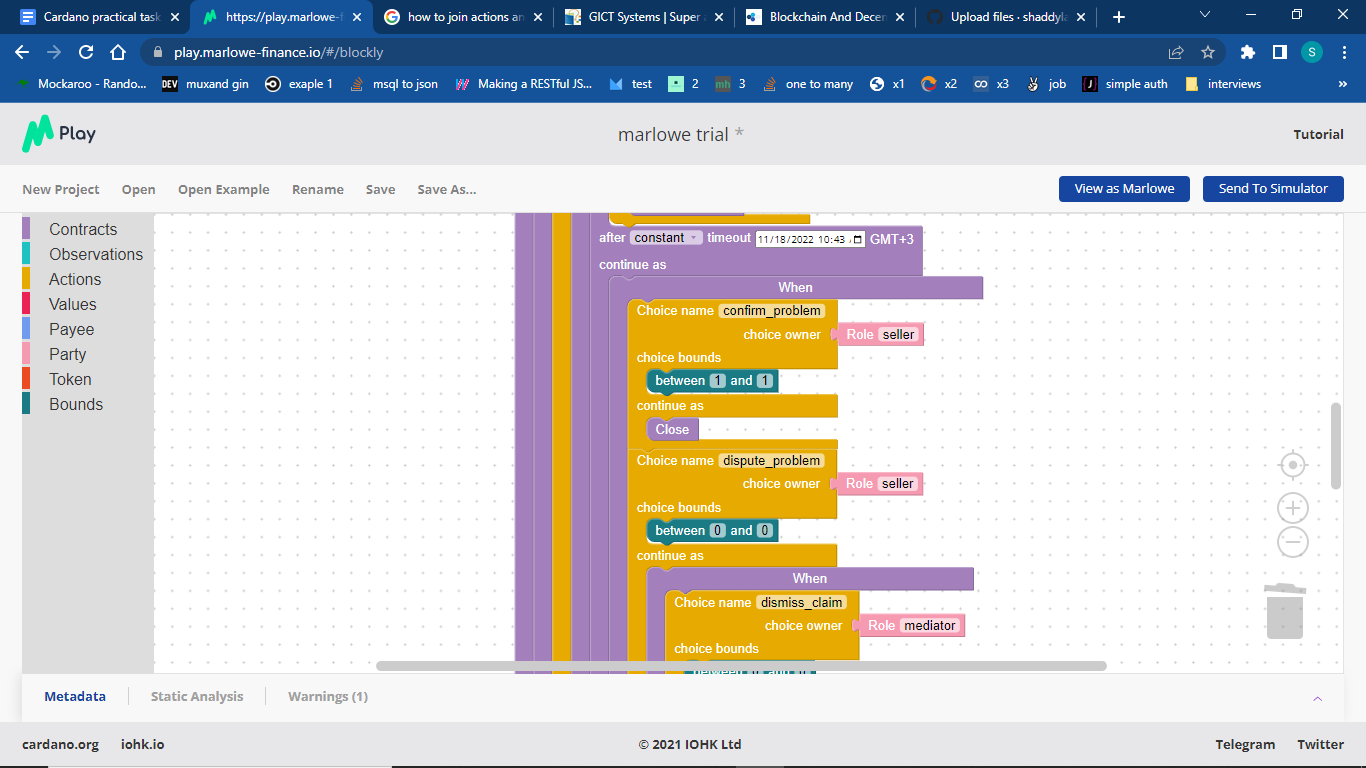 Cardano practical task
https://play.marlowe-f
how to join actions an
GICT Systems | Super
Blockchain And Decen
Upload files · shaddyla
play.marlowe-finance.io/#/blockly
S
Mockaroo - Rando...
DEV muxand gin
exaple 1
msql to json
Making a RESTful JS...
test
2
mh 3
one to many
x1
x2
x3
job
J simple auth
interviews
»
Play
marlowe trial *
Tutorial
New Project
Open
Open Example
Rename
Save
Save As...
View as Marlowe
Send To Simulator
Contracts
Observations
Actions
Values
Payee
Party
Token
Bounds
after constant timeout 11/18/2022 10:43 GMT+3
continue as
When
Choice name confirm_problem
choice owner Role seller
choice bounds
between 1 and 1
continue as
Close
Choice name dispute_problem
choice owner Role seller
choice bounds
between 0 and 0
continue as
When
Choice name dismiss_claim
choice owner Role mediator
choice bounds
Metadata
Static Analysis
Warnings (1)
cardano.org
iohk.io
© 2021 IOHK Ltd
Telegram
Twitter